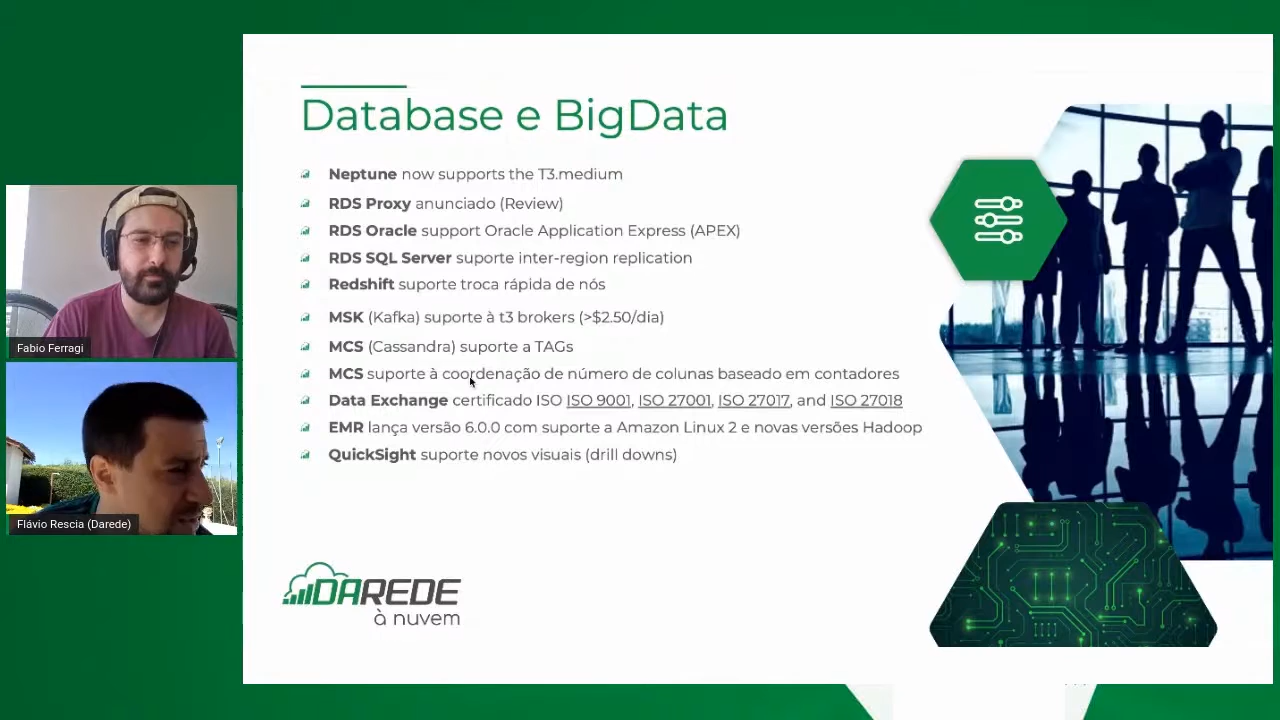 Database e BigData
Neptune now supports the T3.medium
RDS Proxy anunciado (Review)
RDS Oracle support Oracle Application Express (APEX)
RDS SQL Server suporte inter-region replication
Redshift suporte troca rápida de nós
MSK (Kafka) suporte à t3 brokers (>$2.50/dia)
MCS (Cassandra) suporte a TAGs
MCS suporte à coordenação de número de colunas baseado em contadores
Data Exchange certificado ISO ISO 9001, ISO 27001, ISO 27017, and ISO 27018
EMR lança versão 6.0.0 com suporte a Amazon Linux 2 e novas versões Hadoop
QuickSight suporte novos visuais (drill downs)
Fabio Ferragi
Flávio Rescia (Darede)
DAREDE
à nuvem